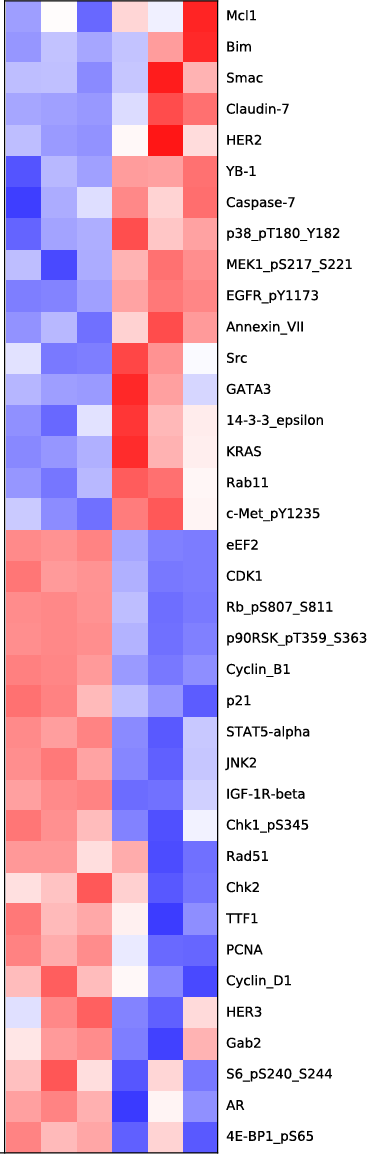 Mcl1
Bim
Smac
Claudin-7
HER2
YB-1
Caspase-7
p38_pT180_Y182
MEK1_pS217_S221
EGFR_pY1173
Annexin_VII
Src
GATA3
14-3-3_epsilon
KRAS
Rab11
c-Met_pY1235
eEF2
CDK1
Rb_pS807_S811
p90RSK_pT359_S363
Cyclin_B1
p21
STAT5-alpha
JNK2
IGF-1R-beta
Chk1_pS345
Rad51
Chk2
TTF1
PCNA
Cyclin_D1
HER3
Gab2
S6_pS240_S244
AR
4E-BP1_pS65